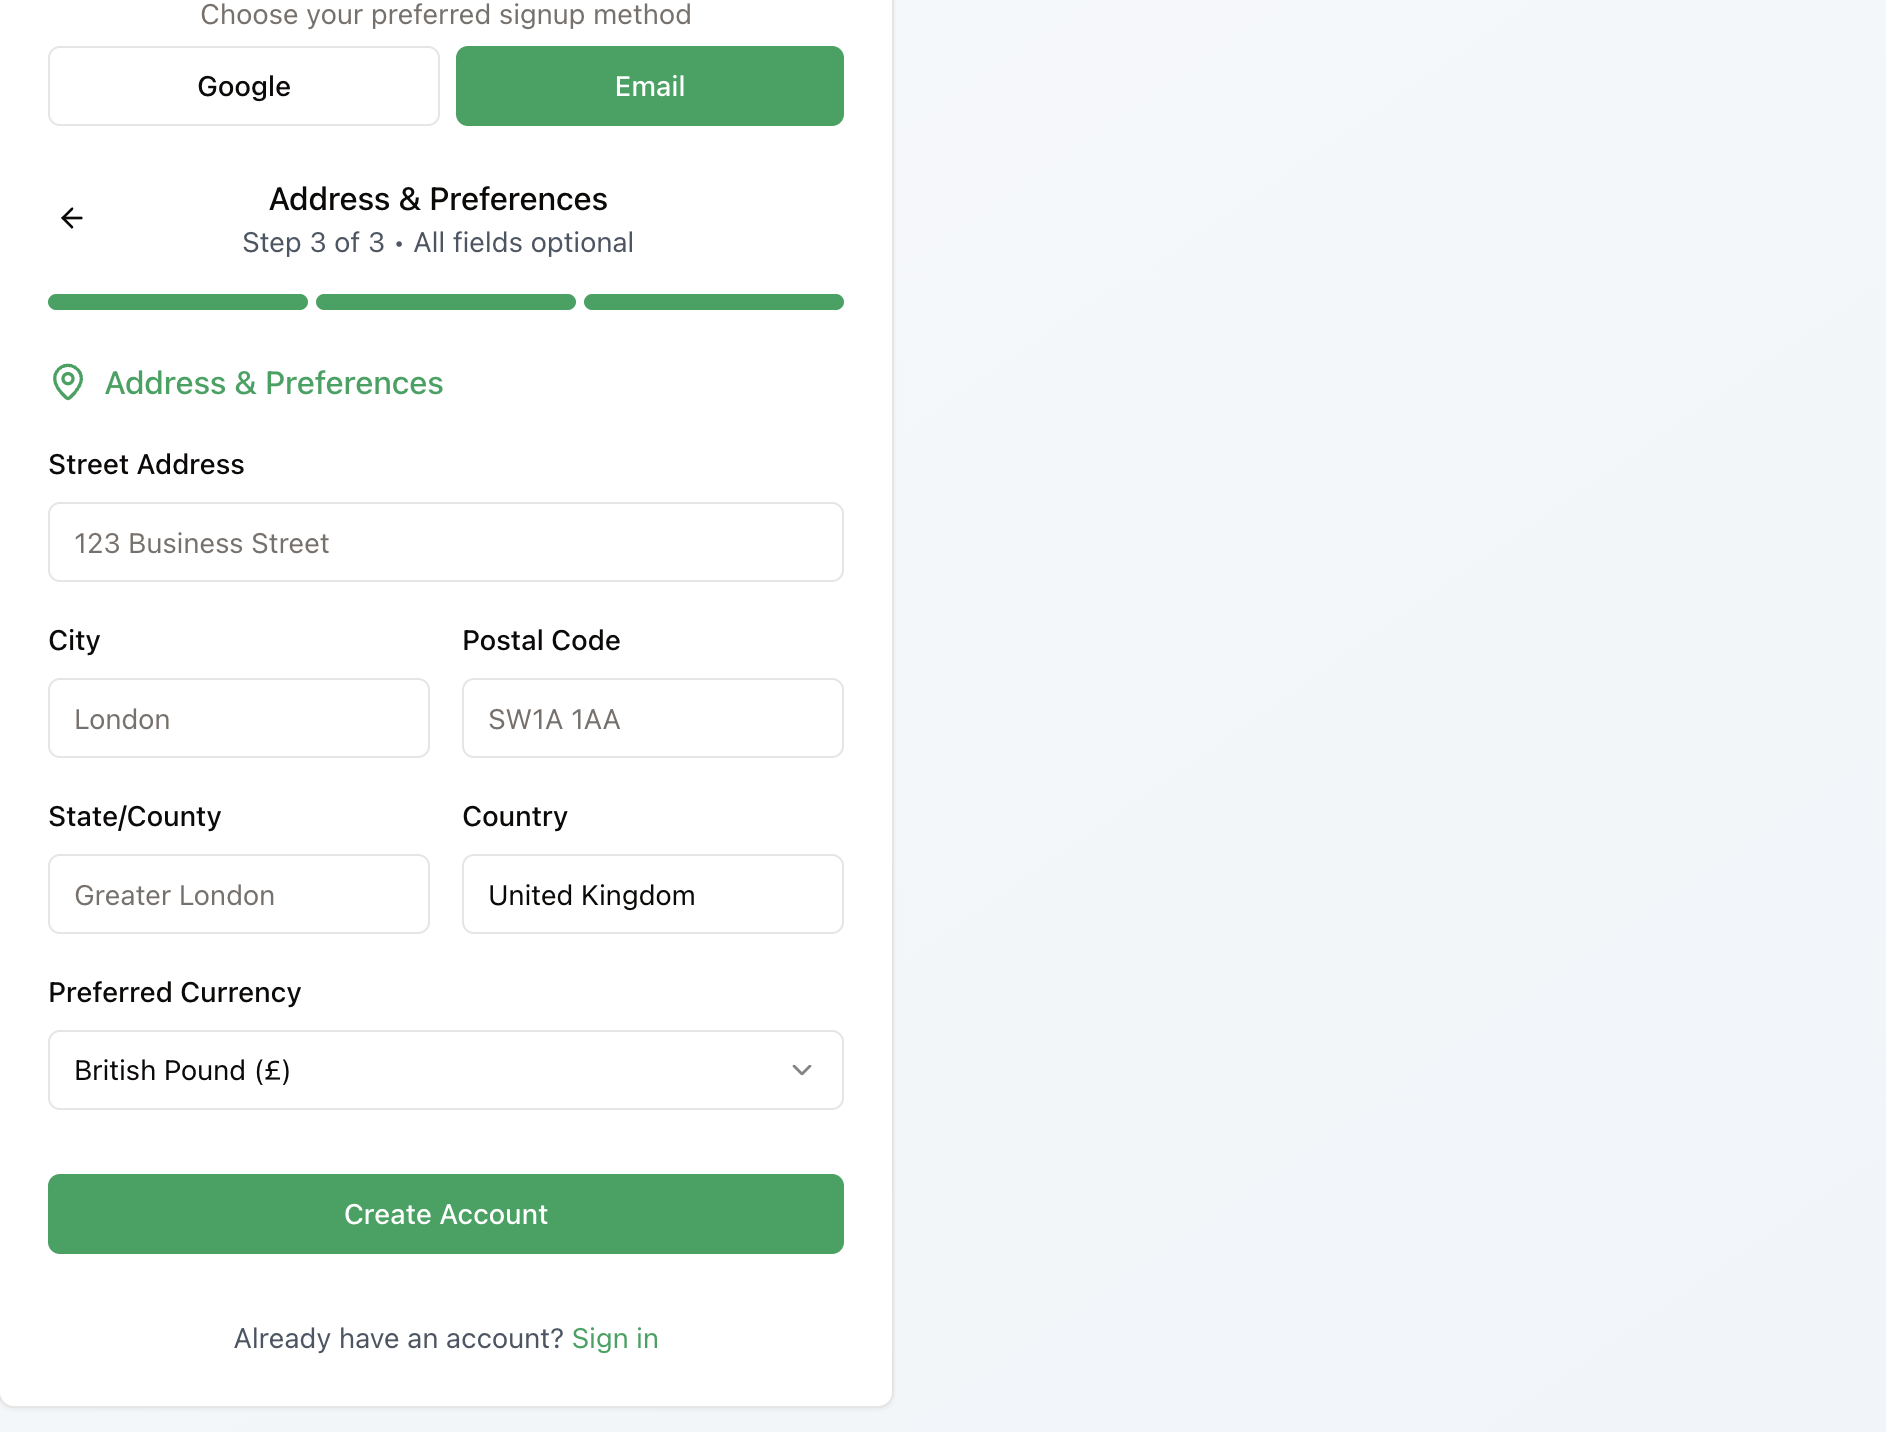 Choose your preferred signup method
Google
Email
Address & Preferences
Step 3 of 3 • All fields optional
Address & Preferences
Street Address
123 Business Street
City
Postal Code
London
SW1A 1AA
State/County
Country
Greater London
United Kingdom
Preferred Currency
British Pound (£)
Create Account
Already have an account? Sign in